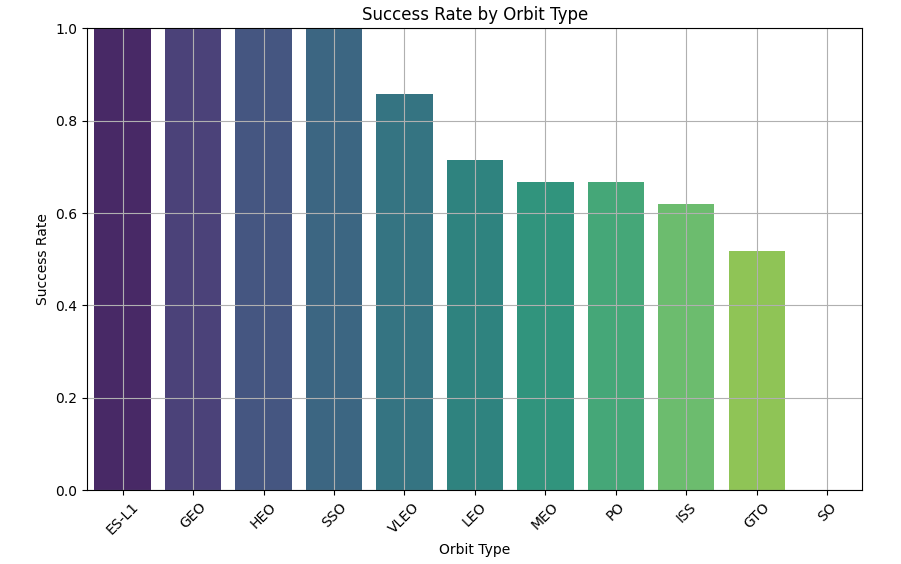 Success Rate by Orbit Type
1.0
0.8
0.6
0.4
0.2
0.0
Success Rate
ES-L1
GEO
HEO
SSO
VLEO
LEO
MEO
PO
ISS
GTO
SO
Orbit Type